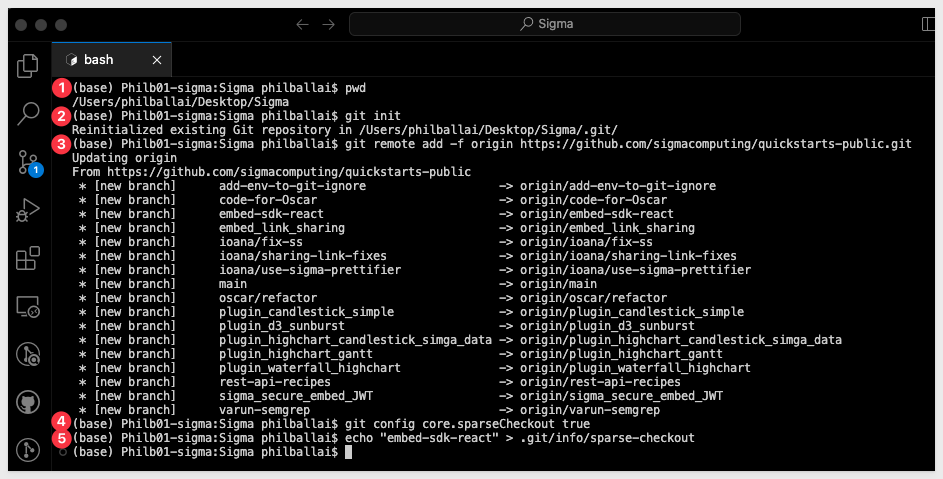 Sigma
bash
1 (base) Philb01-sigma:Sigma philballai$ pwd
/Users/philballai/Desktop/Sigma
2 (base) Philb01-sigma:Sigma philballai$ git init
Reinitialized existing Git repository in /Users/philballai/Desktop/Sigma/.git/
3 (base) Philb01-sigma:Sigma philballai$ git remote add -f origin https://github.com/sigmacomputing/quickstarts-public.git
Updating origin
From https://github.com/sigmacomputing/quickstarts-public
* [new branch] add-env-to-git-ignore -> origin/add-env-to-git-ignore
* [new branch] code-for-Oscar -> origin/code-for-Oscar
* [new branch] embed-sdk-react -> origin/embed-sdk-react
* [new branch] embed_link_sharing -> origin/embed_link_sharing
* [new branch] ioana/fix-ss -> origin/ioana/fix-ss
* [new branch] ioana/sharing-link-fixes -> origin/ioana/sharing-link-fixes
* [new branch] ioana/use-sigma-prettifier -> origin/ioana/use-sigma-prettifier
* [new branch] main -> origin/main
* [new branch] oscar/refactor -> origin/oscar/refactor
* [new branch] plugin_candlestick_simple -> origin/plugin_candlestick_simple
* [new branch] plugin_d3_sunburst -> origin/plugin_d3_sunburst
* [new branch] plugin_highchart_candlestick_simga_data -> origin/plugin_highchart_candlestick_simga_data
* [new branch] plugin_highchart_gantt -> origin/plugin_highchart_gantt
* [new branch] plugin_waterfall_highchart -> origin/plugin_waterfall_highchart
* [new branch] rest-api-recipes -> origin/rest-api-recipes
* [new branch] sigma_secure_embed_JWT -> origin/sigma_secure_embed_JWT
* [new branch] varun-semgrep -> origin/varun-semgrep
4 (base) Philb01-sigma:Sigma philballai$ git config core.sparseCheckout true
5 (base) Philb01-sigma:Sigma philballai$ echo "embed-sdk-react" > .git/info/sparse-checkout
(base) Philb01-sigma:Sigma philballai$
1